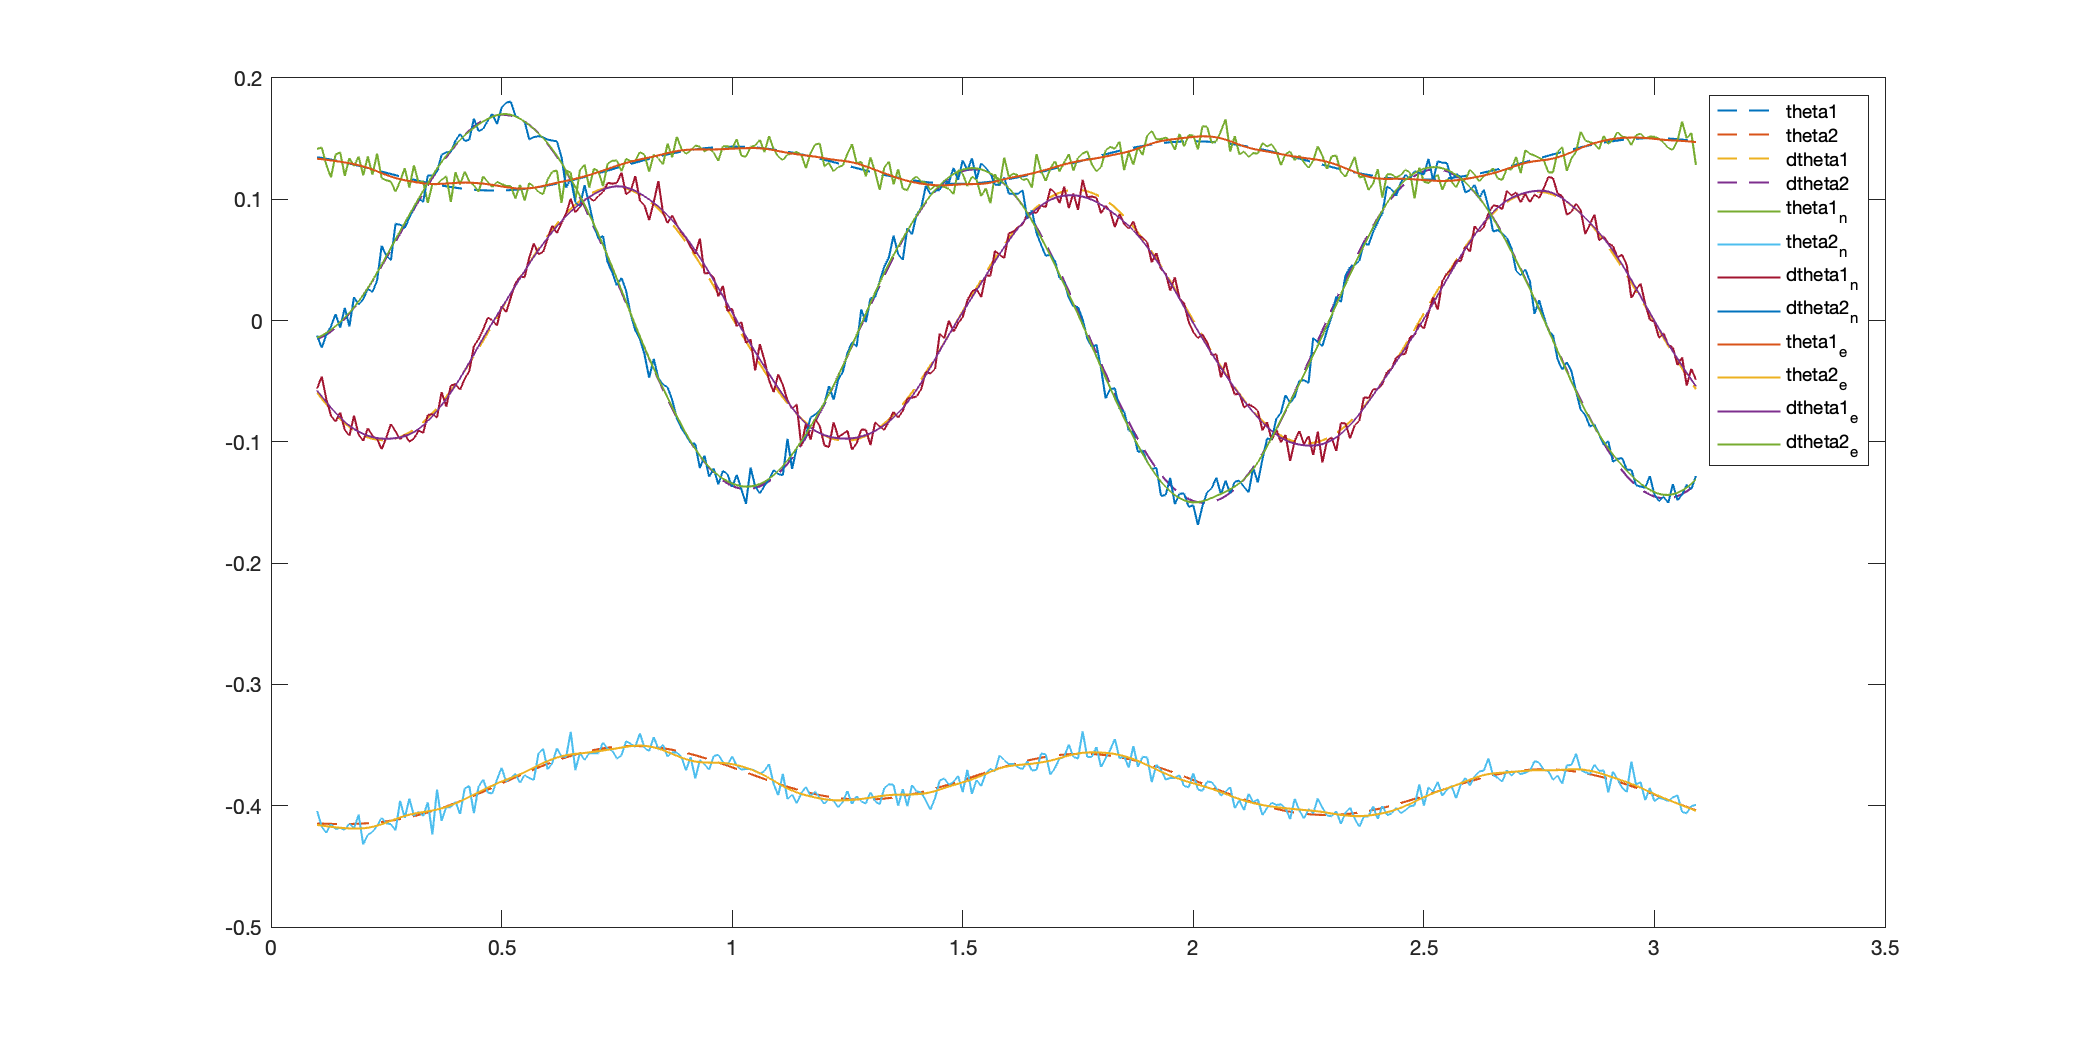 0.2
0.1
0
-0.1
-0.2
-0.3
-0.4
-0.5
0 0.5 1 1.5 2 2.5 3 3.5
theta1
theta2
dtheta1
dtheta2
theta1n
theta2n
dtheta1n
dtheta2n
theta1e
theta2e
dtheta1e
dtheta2e